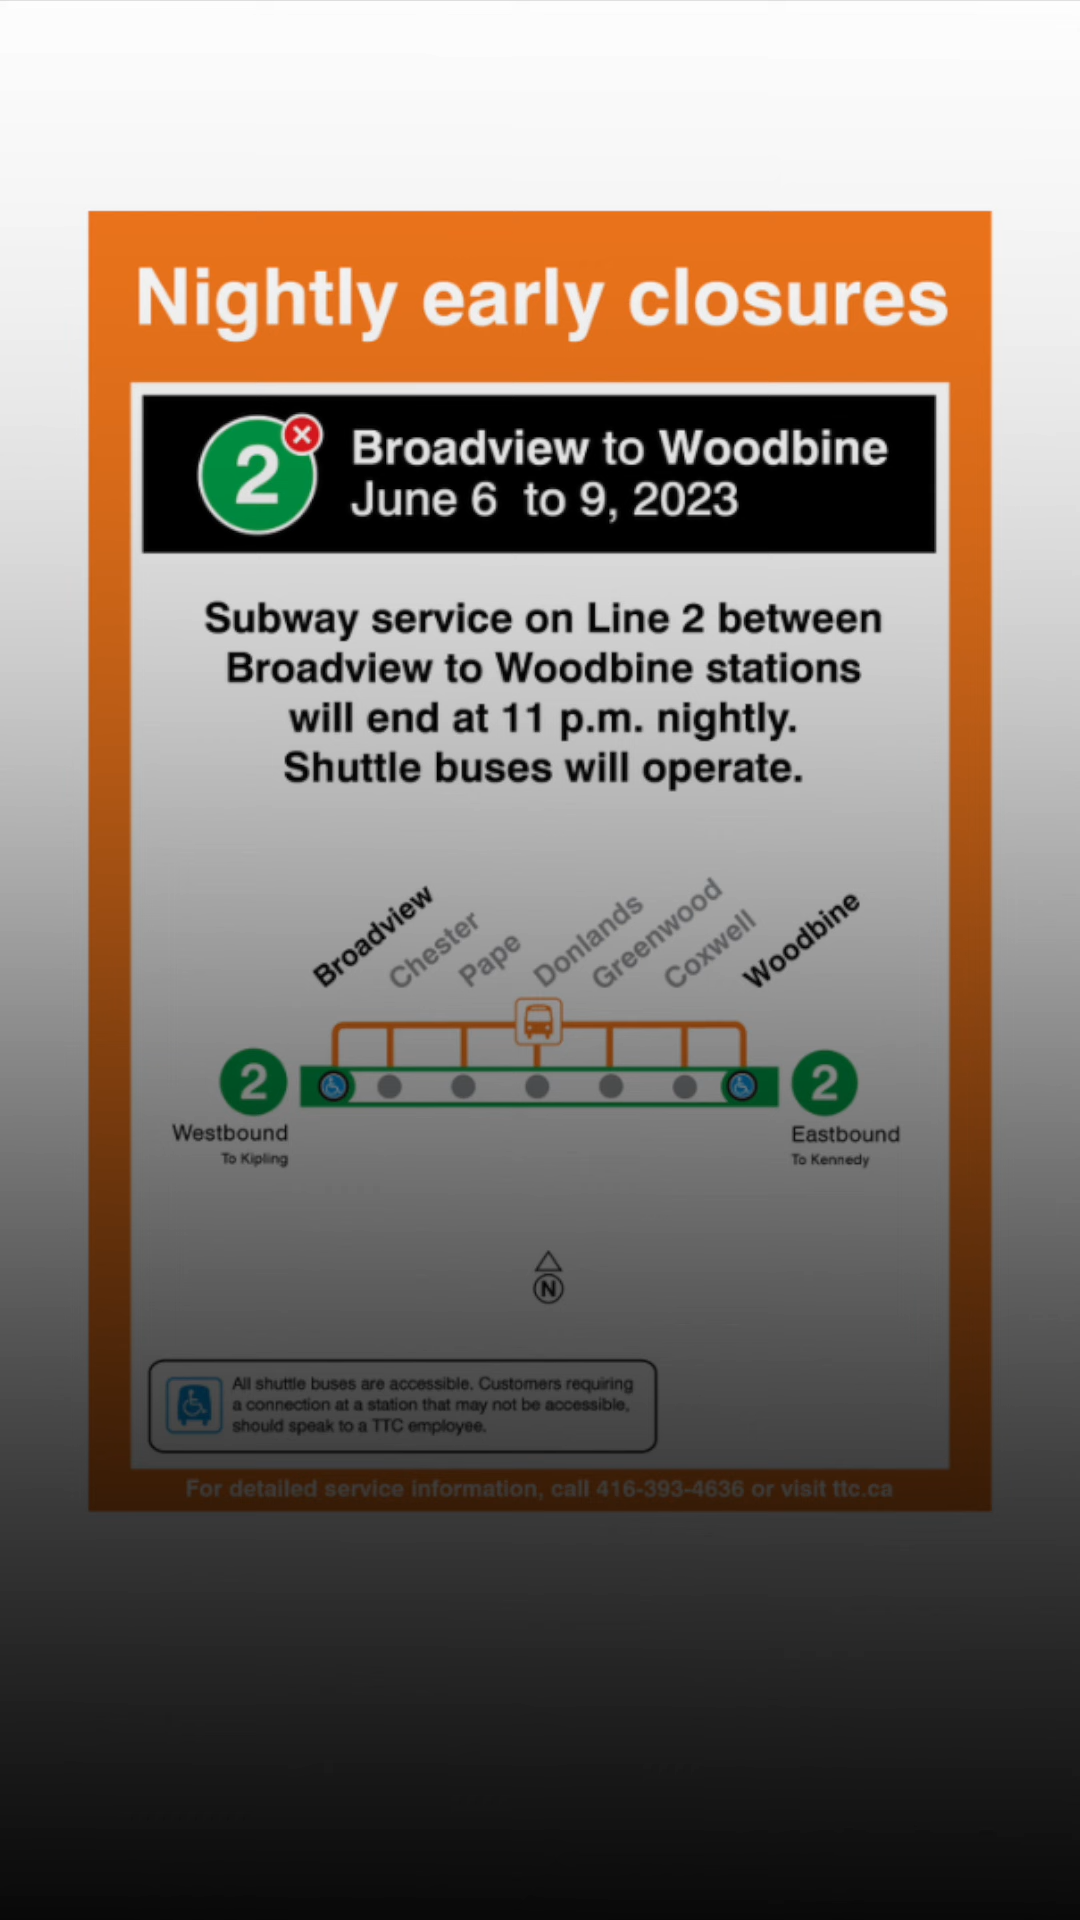 Nightly early closures
2 Broadview to Woodbine
June 6 to 9, 2023
Subway service on Line 2 between
Broadview to Woodbine stations
will end at 11 p.m. nightly.
Shuttle buses will operate.
Broadview
Chester
Pape
Donlands
Greenwood
Coxwell
Woodbine
2
Westbound
To Kipling
2
Eastbound
To Kennedy
N
All shuttle buses are accessible. Customers requiring
a connection at a station that may not be accessible,
should speak to a TTC employee.
For detailed service information, call 416-393-4636 or visit ttc.ca